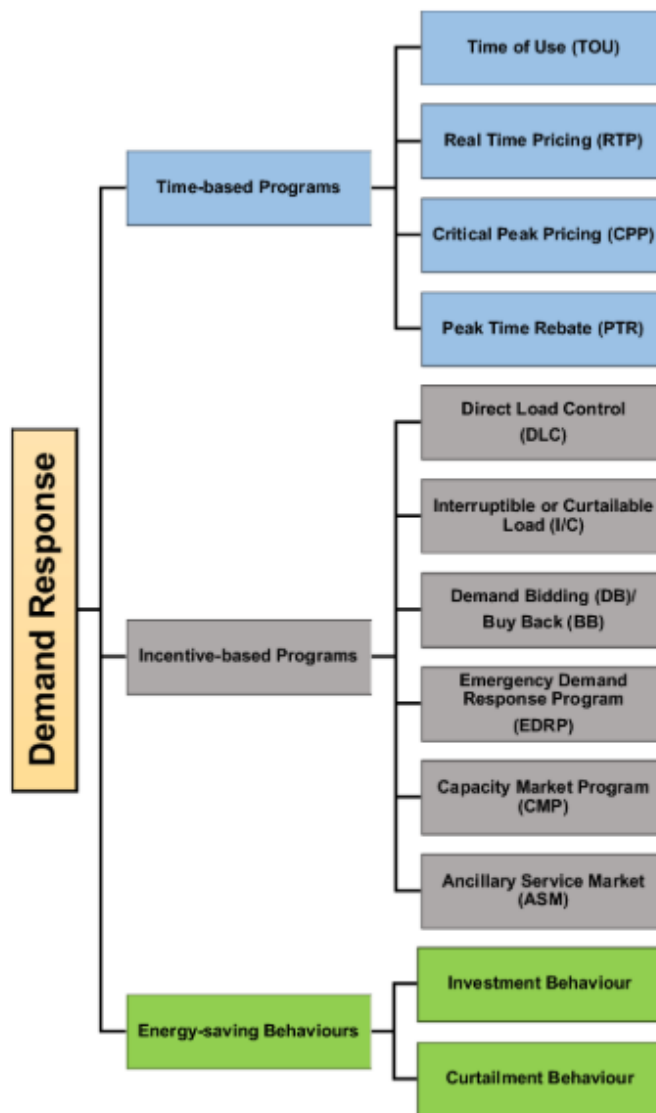 Demand Response
Time-based Programs
Time of Use (TOU)
Real Time Pricing (RTP)
Critical Peak Pricing (CPP)
Peak Time Rebate (PTR)
Incentive-based Programs
Direct Load Control
(DLC)
Interruptible or Curtailable
Load (I/C)
Demand Bidding (DB)/
Buy Back (BB)
Emergency Demand
Response Program
(EDRP)
Capacity Market Program
(CMP)
Ancillary Service Market
(ASM)
Energy-saving Behaviours
Investment Behaviour
Curtailment Behaviour